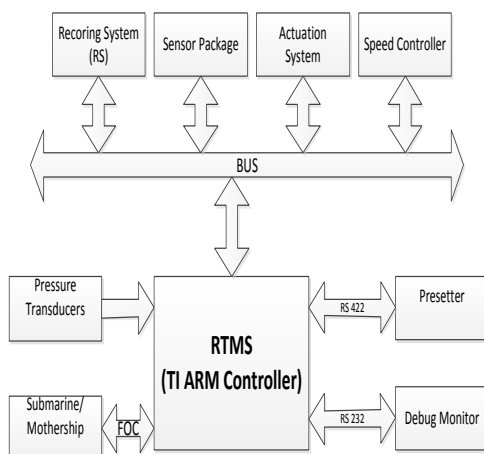 Recoring System
(RS)
Sensor Package
Actuation
System
Speed Controller
BUS
Pressure
Transducers
RTMS
(TI ARM Controller)
RS 422
Presetter
Submarine/
Mothership
FOC
RS 232
Debug Monitor